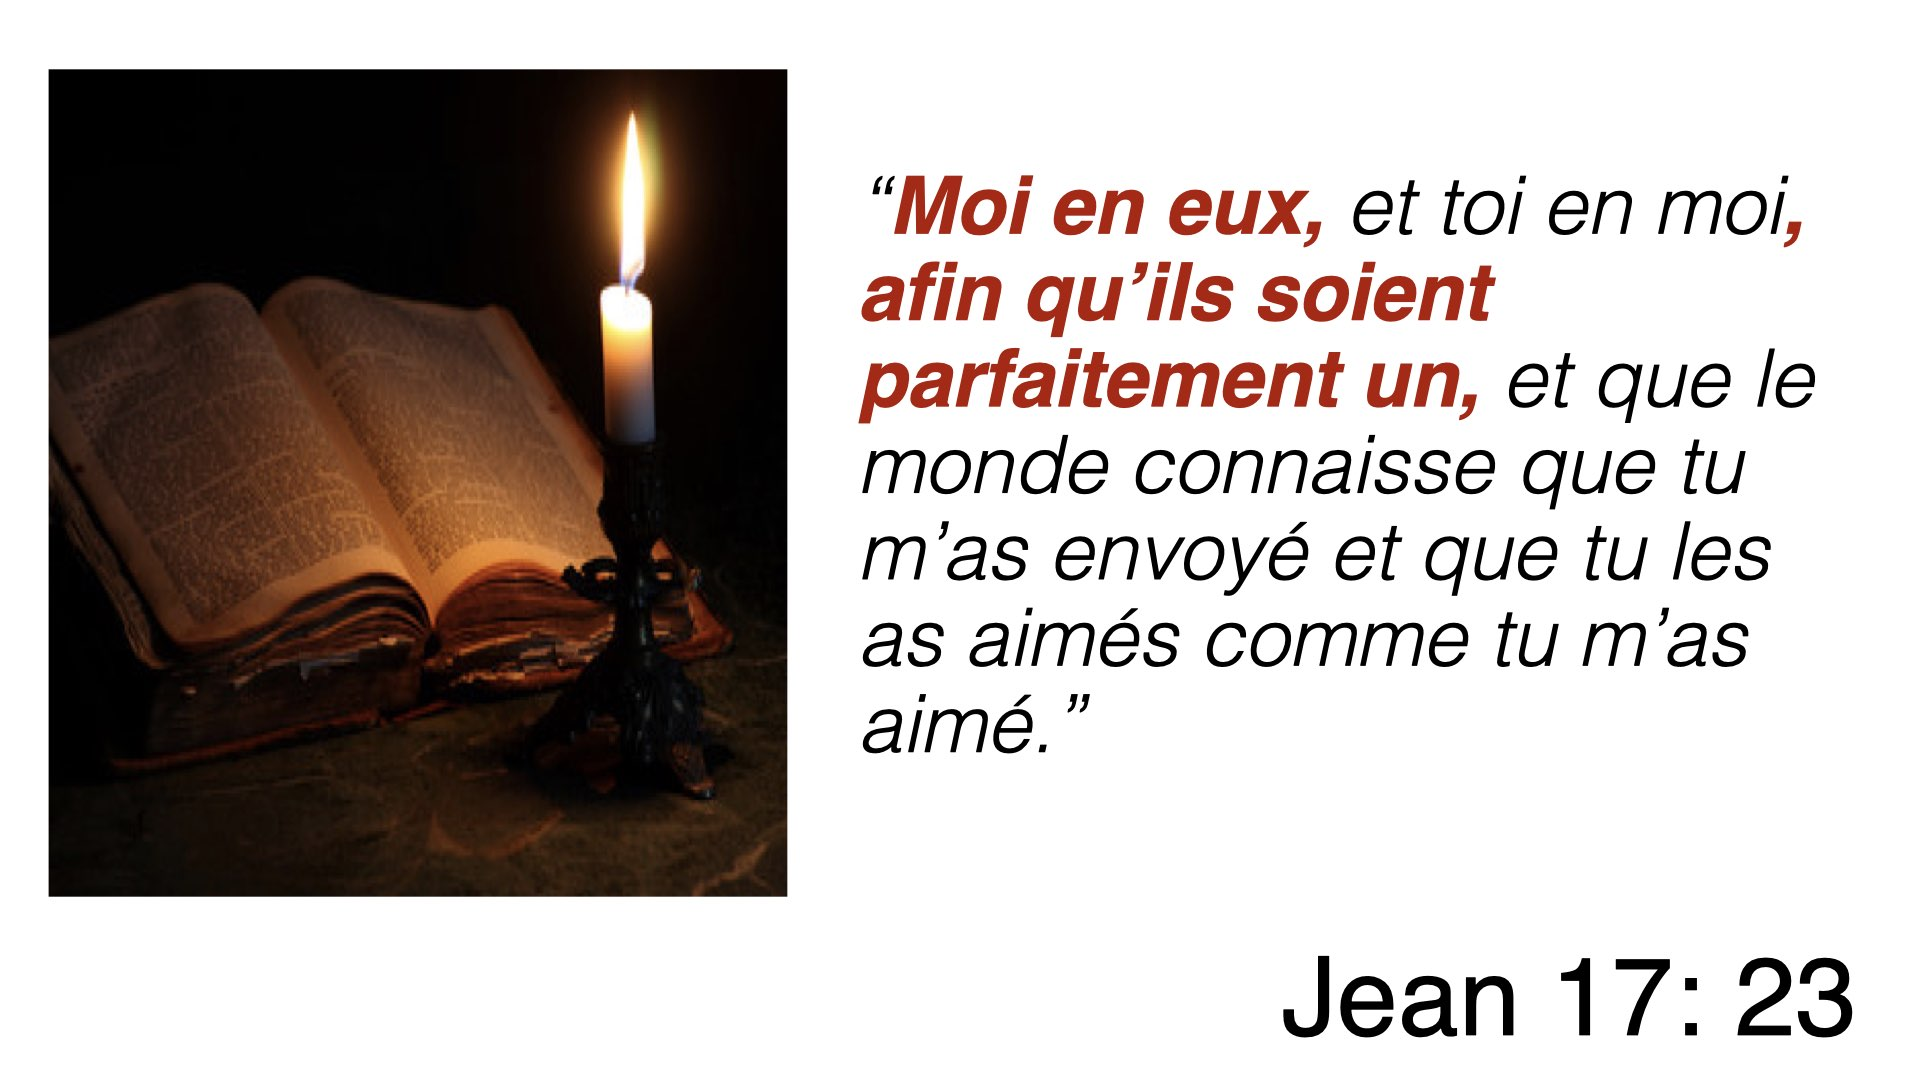 “Moi en eux, et toi en moi,
afin qu’ils soient
parfaitement un, et que le
monde connaisse que tu
m’as envoyé et que tu les
as aimés comme tu m’as
aimé.”
Jean 17: 23